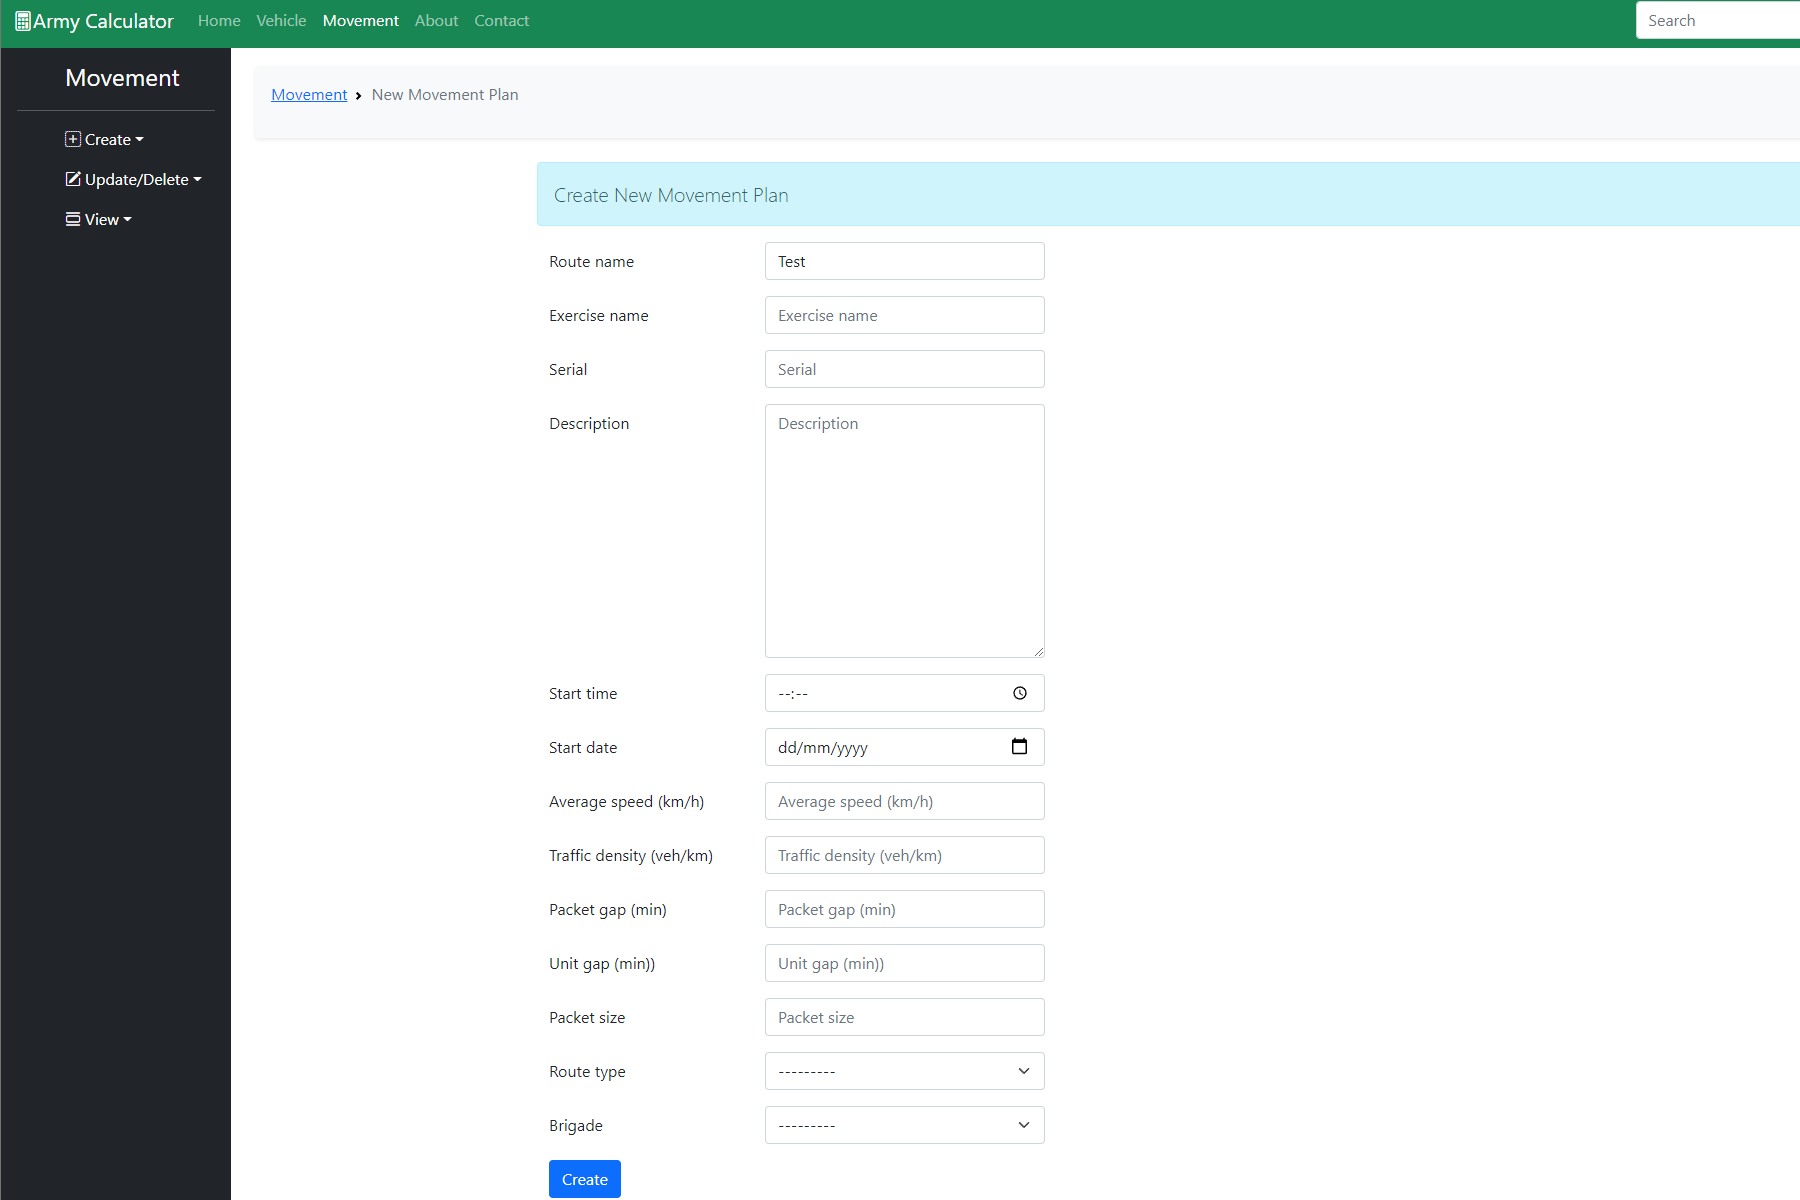 Army Calculator Home Vehicle Movement About Contact Search
Movement
Create
Update/Delete
View
Movement New Movement Plan
Create New Movement Plan
Route name Test
Exercise name Exercise name
Serial Serial
Description Description
Start time --:--
Start date dd/mm/yyyy
Average speed (km/h) Average speed (km/h)
Traffic density (veh/km) Traffic density (veh/km)
Packet gap (min) Packet gap (min)
Unit gap (min)) Unit gap (min))
Packet size Packet size
Route type ---------
Brigade ---------
Create